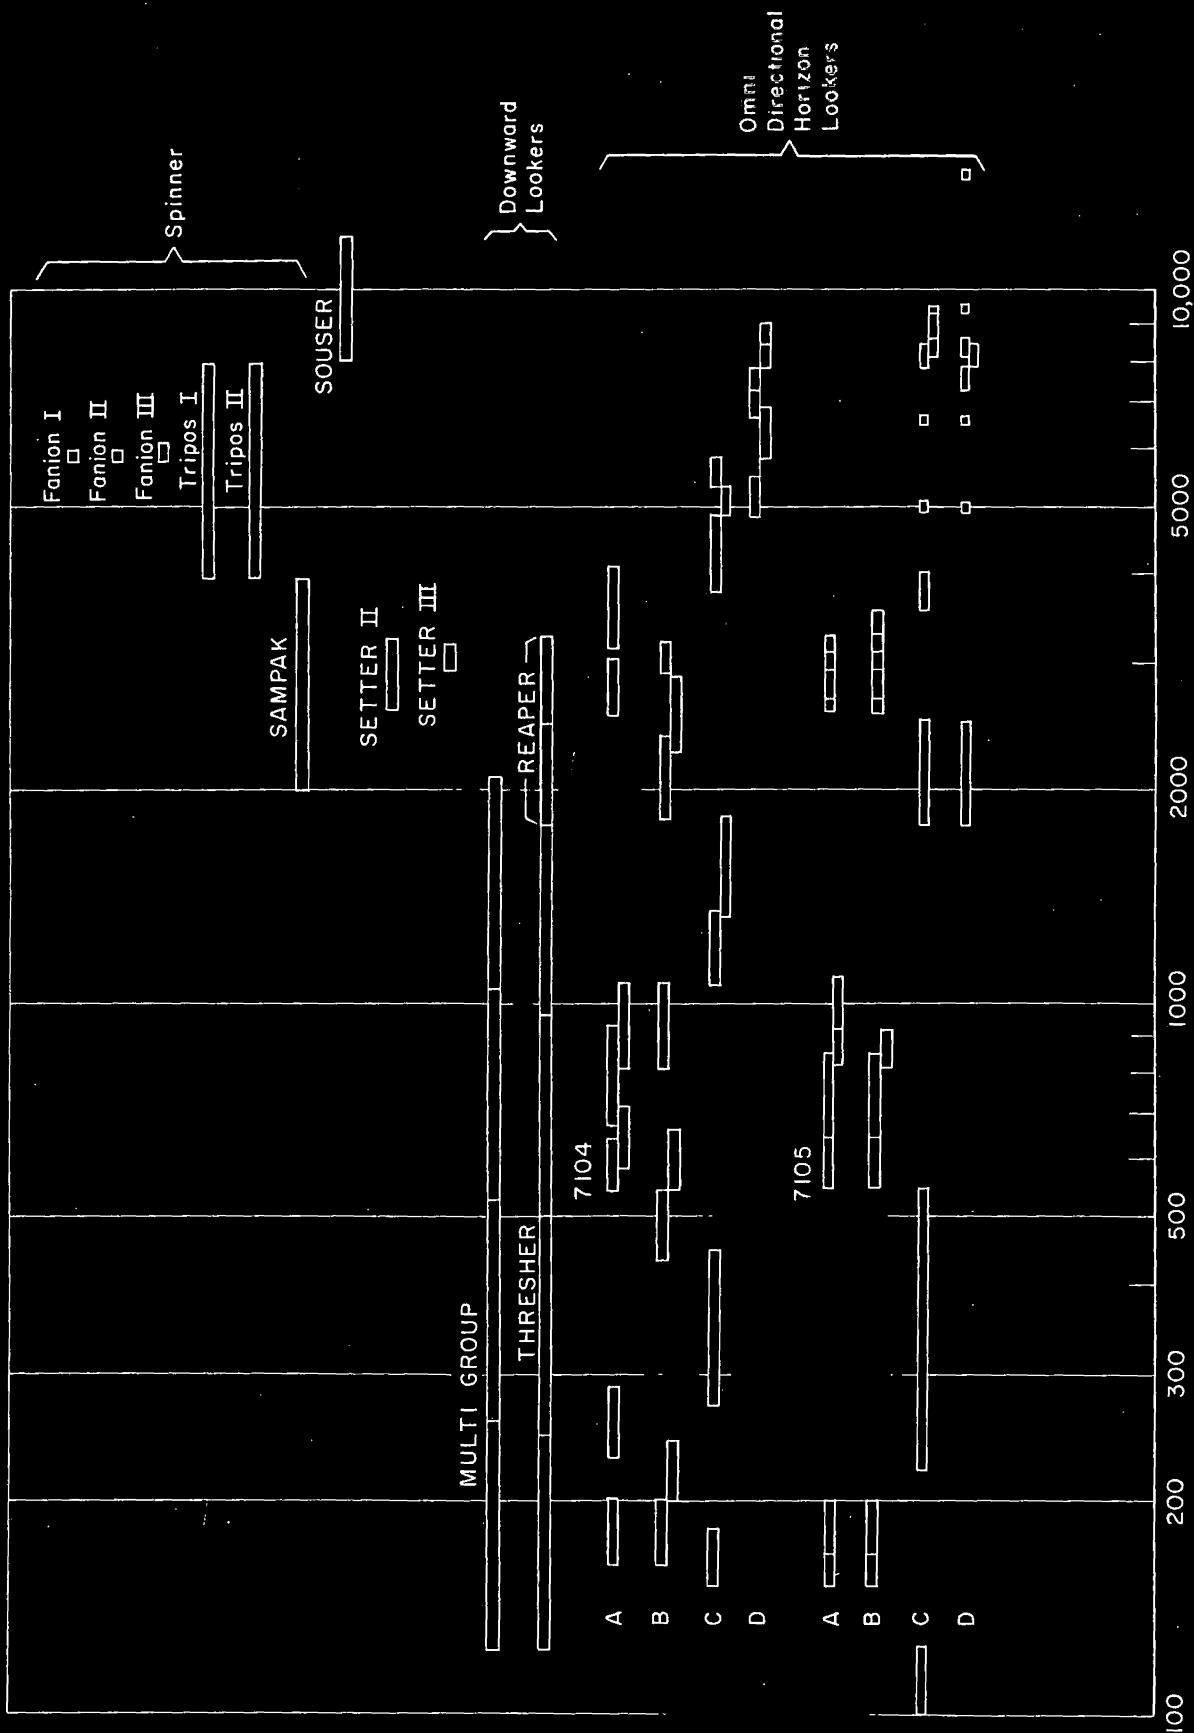 Fanion I
Fanion II
Fanion III
Tripos I
Tripos II
Spinner
SAMPAK
SOUSER
SETTER II
SETTER III
MULTI GROUP
THRESHER
REAPER
Downward
Lookers
7104
A
B
C
D
Omni
Directional
Horizon
Lookers
7105
A
B
C
D
100
200
300
500
1000
2000
5000
10,000